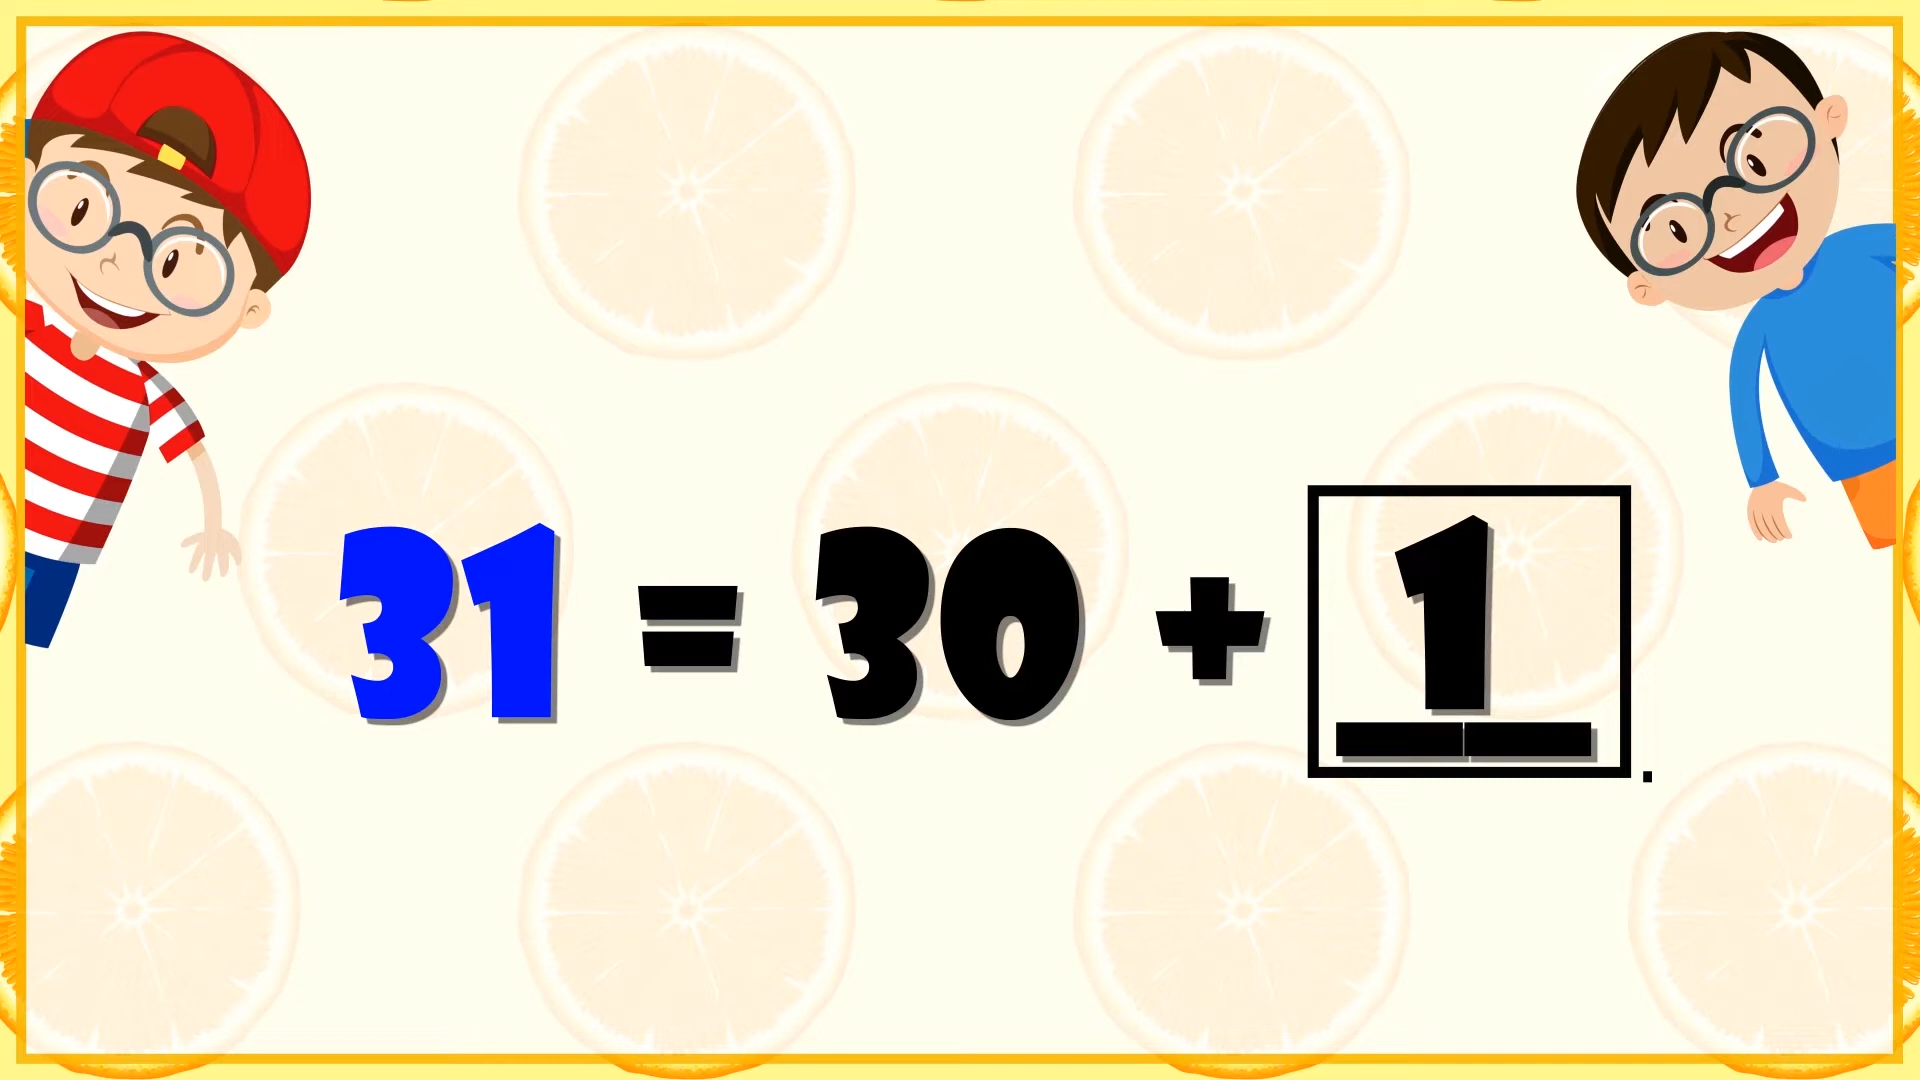 31 = 30 + 1.